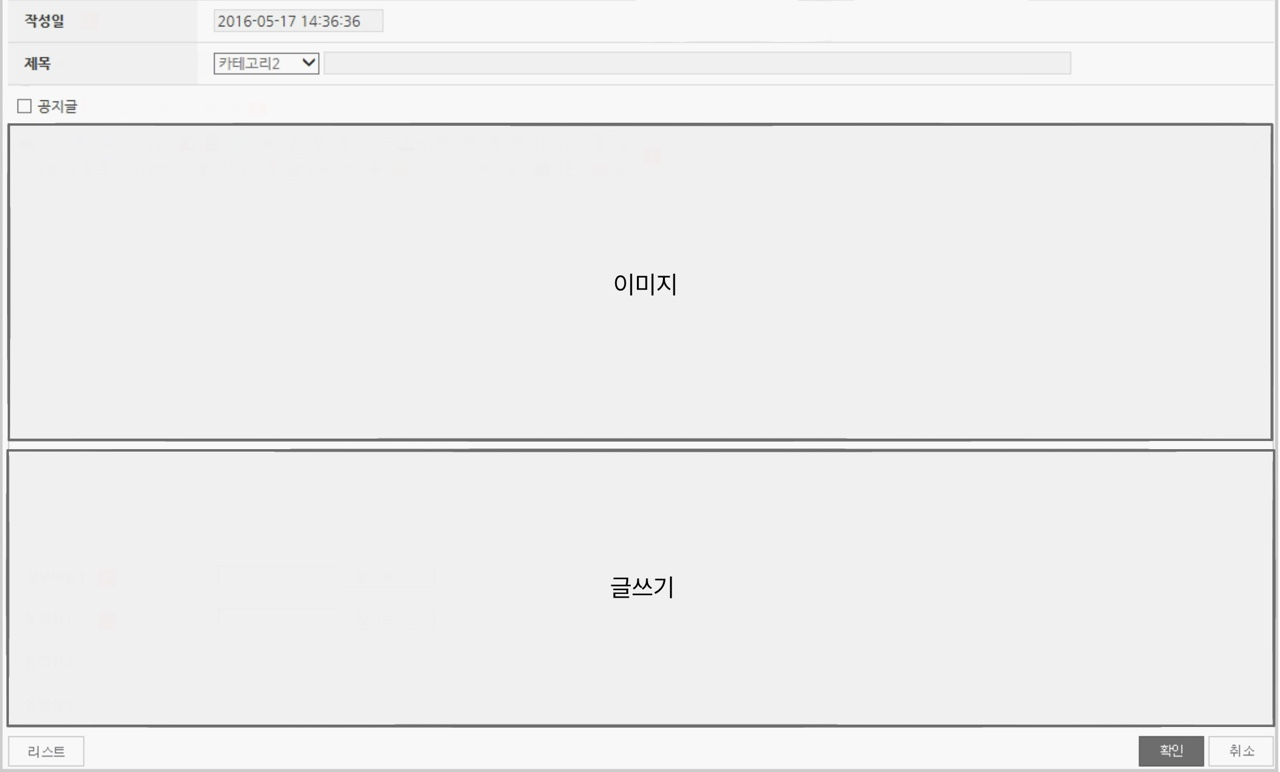 작성일 2016-05-17 14:36:36
제목 카테고리2
공지글
이미지
글쓰기
리스트 확인 취소